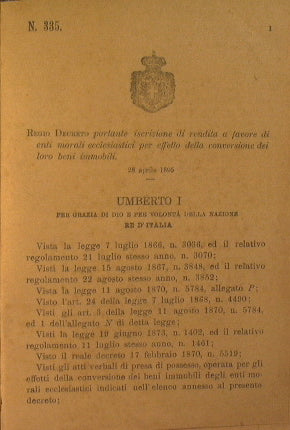 N. 335.
1
REGIO DECRETO portante iscrizione di rendita a favore di
enti morali ecclesiastici per effetto della conversione dei
loro beni immobili.
28 aprile 1895
UMBERTO I
PER GRAZIA DI DIO E PER VOLONTÀ DELLA NAZIONE
RE D'ITALIA
Vista la legge 7 luglio 1866, n. 3036, ed il relativo
regolamento 21 luglio stesso anno, n. 3070;
Visti la legge 15 agosto 1867, n. 3848, ed il relativo
regolamento 22 agosto stesso anno, n. 3852;
Vista la legge 11 agosto 1870, n. 5784, allegato P;
Visto l'art. 24 della legge 7 luglio 1868, n. 4490;
Visti gli art. 3 della legge 11 agosto 1870, n. 5784,
ed 1 dell'allegato N di detta legge;
Vista la legge 19 giugno 1873, n. 1402, ed il relativo
regolamento 11 luglio stesso anno, n. 1461;
Visto il reale decreto 17 febbraio 1870, n. 5519;
Visti gli atti verbali di presa di possesso, operata per gli
effetti della conversione dei beni immobili degli enti mo-
rali ecclesiastici indicati nell'elenco annesso al presente
decreto;